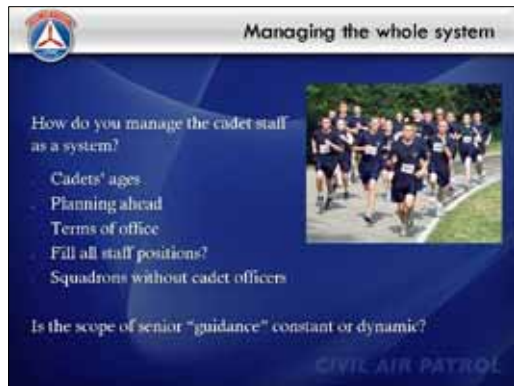 Managing the whole system
How do you manage the cadet staff
as a system?
Cadets' ages
Planning ahead
Terms of office
Fill all staff positions?
Squadrons without cadet officers
Is the scope of senior "guidance" constant or dynamic?
CIVIL AIR PATROL